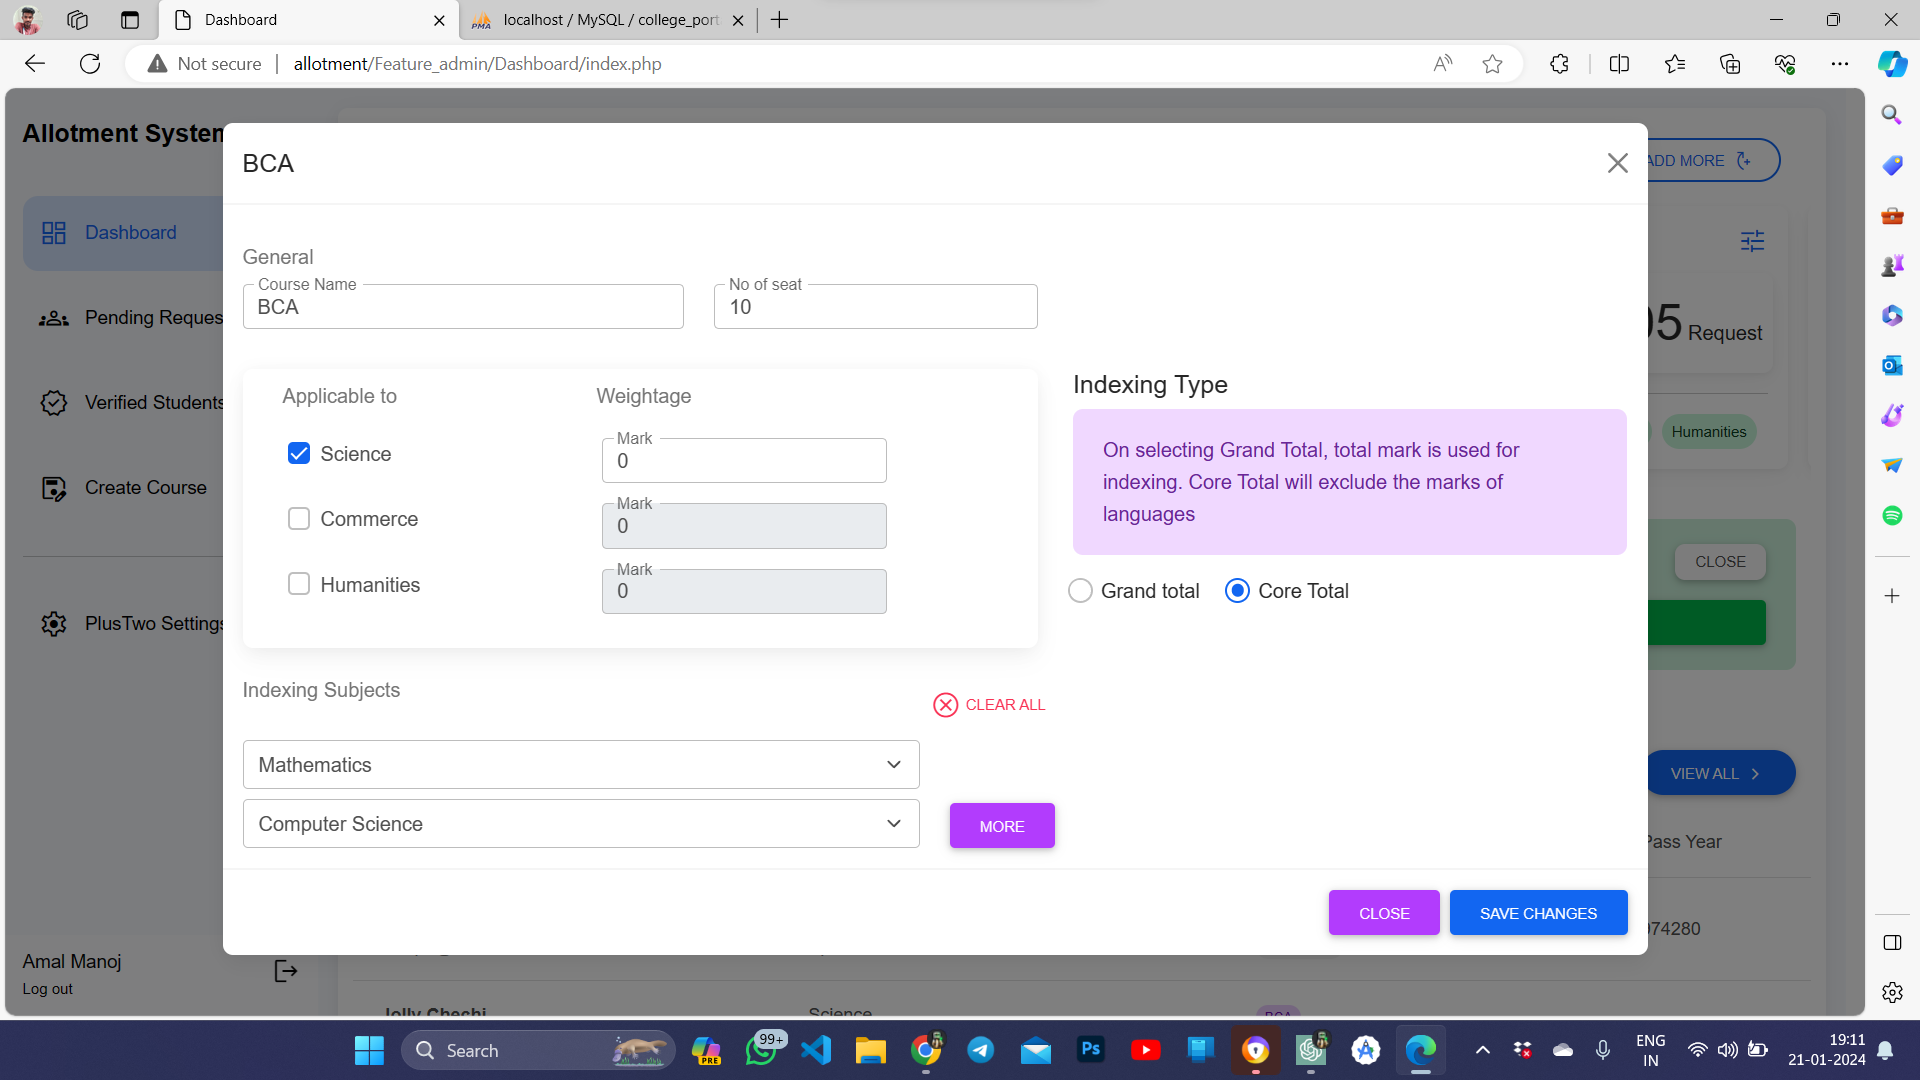 Dashboard
localhost / MySQL / college_port
Not secure
allotment/Feature_admin/Dashboard/index.php
Allotment System
BCA
ADD MORE
Dashboard
General
Course Name
BCA
No of seat
10
Pending Reques
05 Request
Applicable to
Weightage
Indexing Type
Verified Students
Science
Mark
0
On selecting Grand Total, total mark is used for
indexing. Core Total will exclude the marks of
languages
Humanities
Create Course
Commerce
Mark
0
Humanities
Mark
0
Grand total
Core Total
CLOSE
PlusTwo Settings
Indexing Subjects
CLEAR ALL
Mathematics
VIEW ALL
Computer Science
MORE
Pass Year
CLOSE
SAVE CHANGES
974280
Amal Manoj
Log out
Jolly Chechi
Science
BCA
Search
PRE
99+
Ps
ENG
IN
19:11
21-01-2024